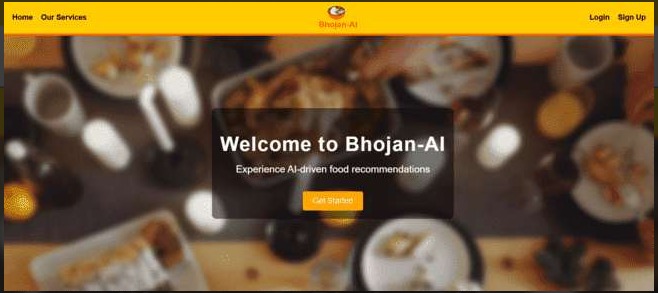 Home Our Services Bhojan-AI Login Sign Up
Welcome to Bhojan-AI
Experience AI-driven food recommendations
Get Started